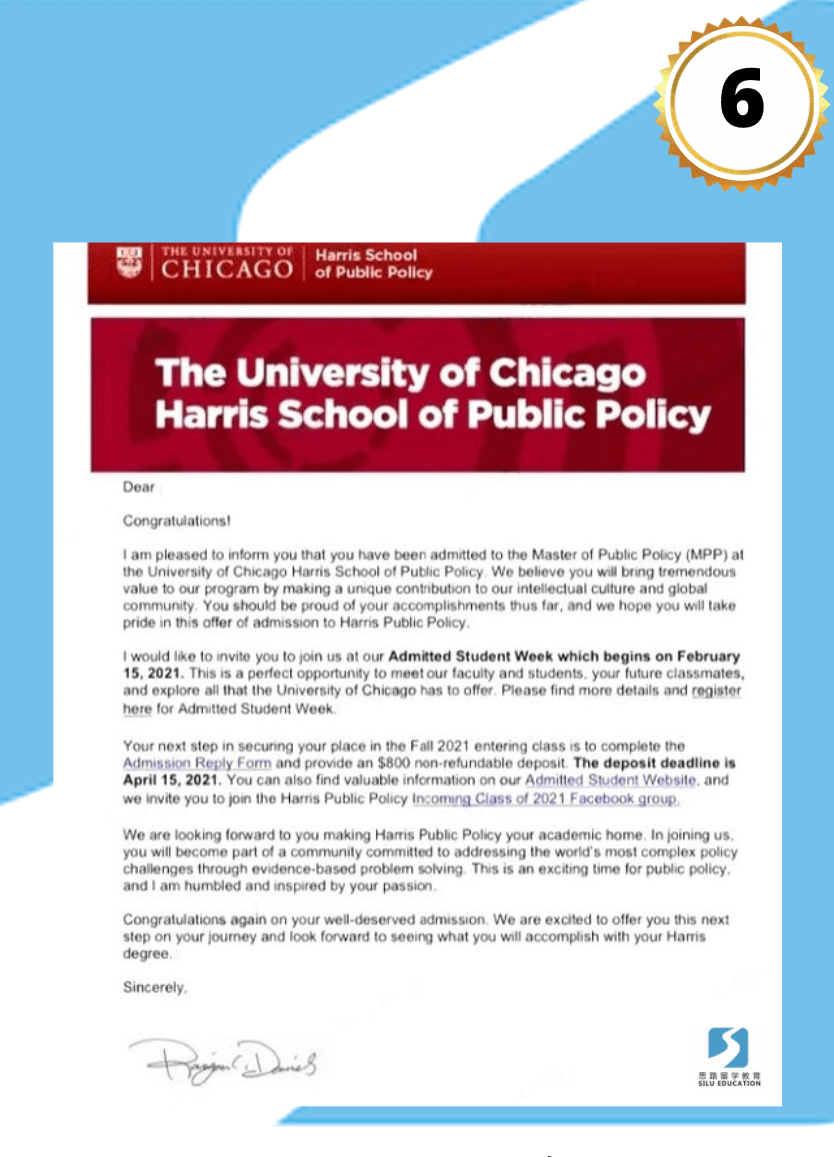 6
THE UNIVERSITY OF
CHICAGO
Harris School
of Public Policy
The University of Chicago
Harris School of Public Policy
Dear
Congratulations!
I am pleased to inform you that you have been admitted to the Master of Public Policy (MPP) at
the University of Chicago Harris School of Public Policy. We believe you will bring tremendous
value to our program by making a unique contribution to our intellectual culture and global
community. You should be proud of your accomplishments thus far, and we hope you will take
pride in this offer of admission to Harris Public Policy.
I would like to invite you to join us at our Admitted Student Week which begins on February
15, 2021. This is a perfect opportunity to meet our faculty and students, your future classmates,
and explore all that the University of Chicago has to offer. Please find more details and register
here for Admitted Student Week.
Your next step in securing your place in the Fall 2021 entering class is to complete the
Admission Reply Form and provide an $800 non-refundable deposit. The deposit deadline is
April 15, 2021. You can also find valuable information on our Admitted Student Website, and
we invite you to join the Harris Public Policy Incoming Class of 2021 Facebook group.
We are looking forward to you making Harris Public Policy your academic home. In joining us,
you will become part of a community committed to addressing the world's most complex policy
challenges through evidence-based problem solving. This is an exciting time for public policy,
and I am humbled and inspired by your passion.
Congratulations again on your well-deserved admission. We are excited to offer you this next
step on your journey and look forward to seeing what you will accomplish with your Harris
degree.
Sincerely,
思路留学教育
SILU EDUCATION